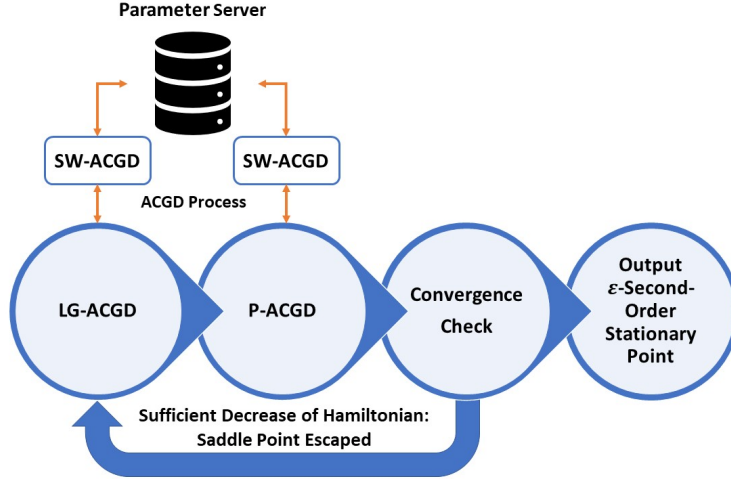 Parameter Server
SW-ACGD
SW-ACGD
ACGD Process
LG-ACGD
P-ACGD
Convergence
Check
Output
ε-Second-
Order
Stationary
Point
Sufficient Decrease of Hamiltonian:
Saddle Point Escaped